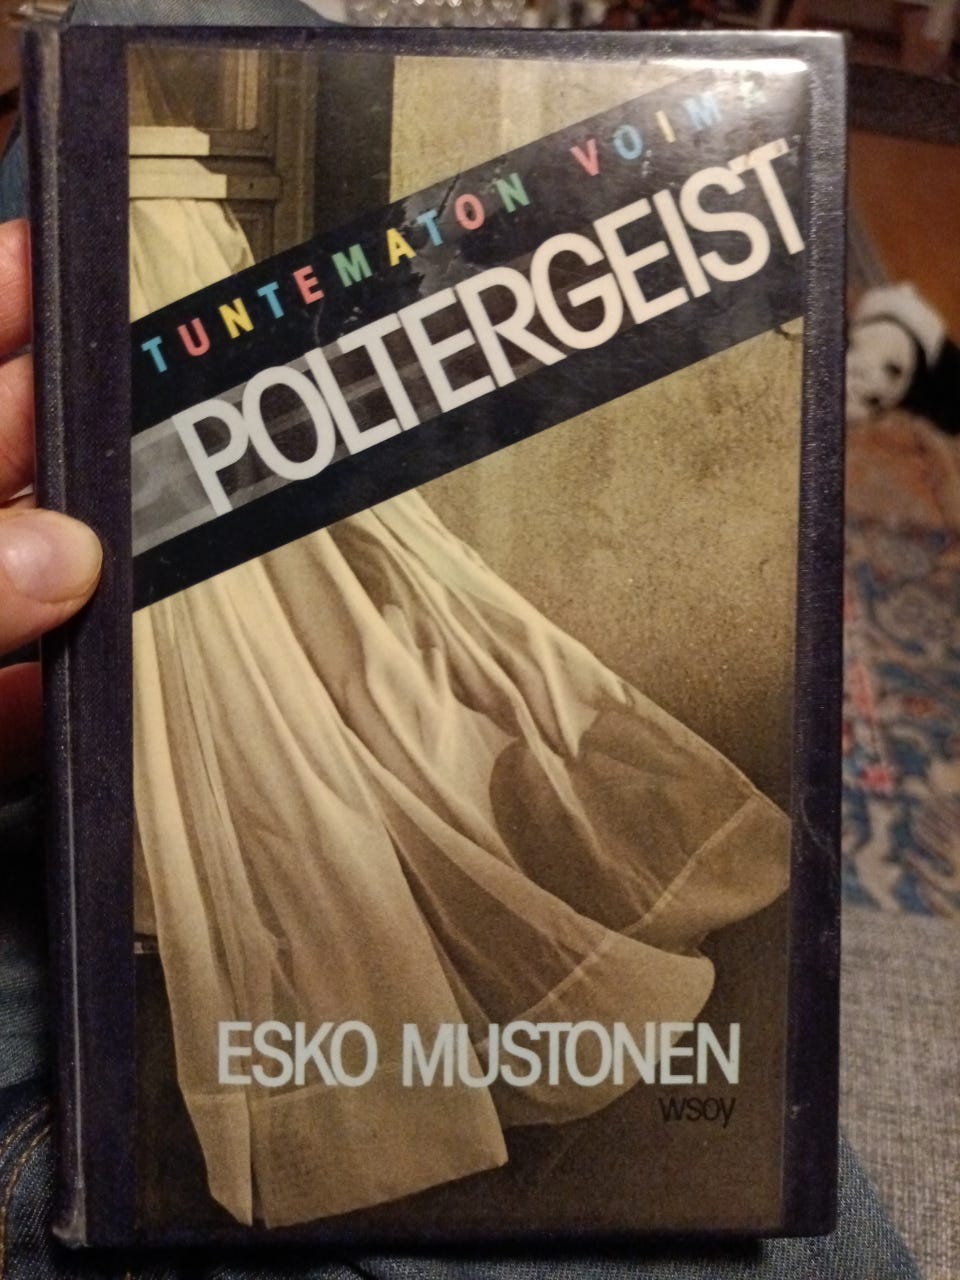 TUNTEMATON VOIMA
POLTERGEIST
ESKO MUSTONEN
wsoy